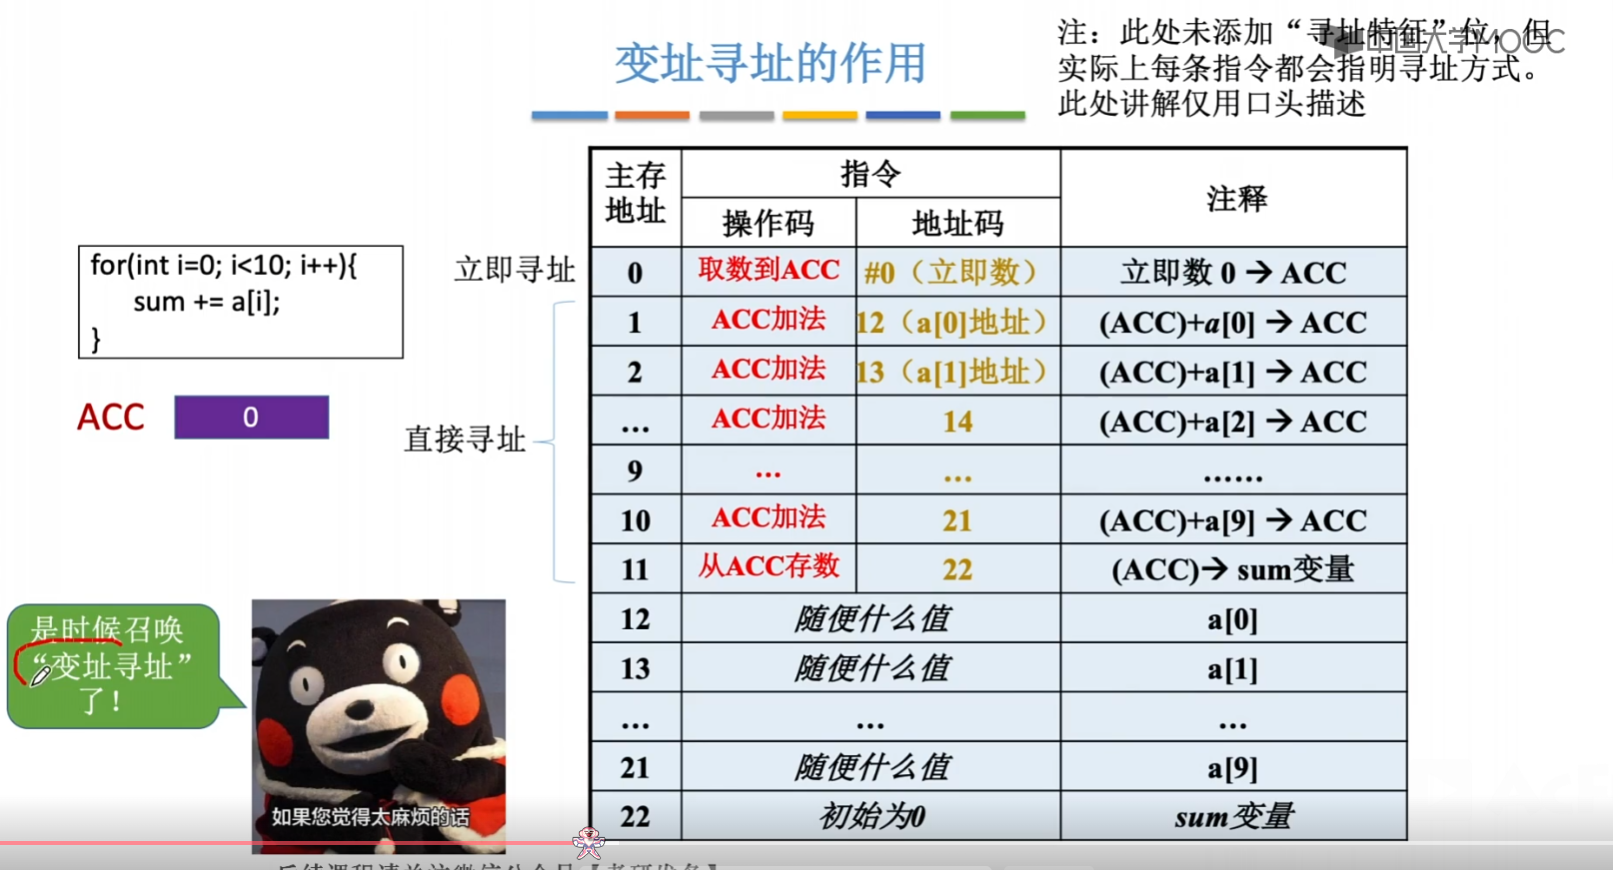 变址寻址的作用
注：此处未添加“寻址特征”位，但
实际上每条指令都会指明寻址方式。
此处讲解仅用口头描述
中国大学MOOC
for(int i=0; i<10; i++){
sum += a[i];
}
ACC 0
立即寻址
直接寻址
主存地址 指令 注释
操作码 地址码
0 取数到ACC #0（立即数） 立即数 0 → ACC
1 ACC加法 12（a[0]地址） (ACC)+a[0] → ACC
2 ACC加法 13（a[1]地址） (ACC)+a[1] → ACC
... ACC加法 14 (ACC)+a[2] → ACC
9 ... ... ......
10 ACC加法 21 (ACC)+a[9] → ACC
11 从ACC存数 22 (ACC)→ sum变量
12 随便什么值 a[0]
13 随便什么值 a[1]
... ... ...
21 随便什么值 a[9]
22 初始为0 sum变量
是时候召唤
“变址寻址”
了！
如果您觉得太麻烦的话